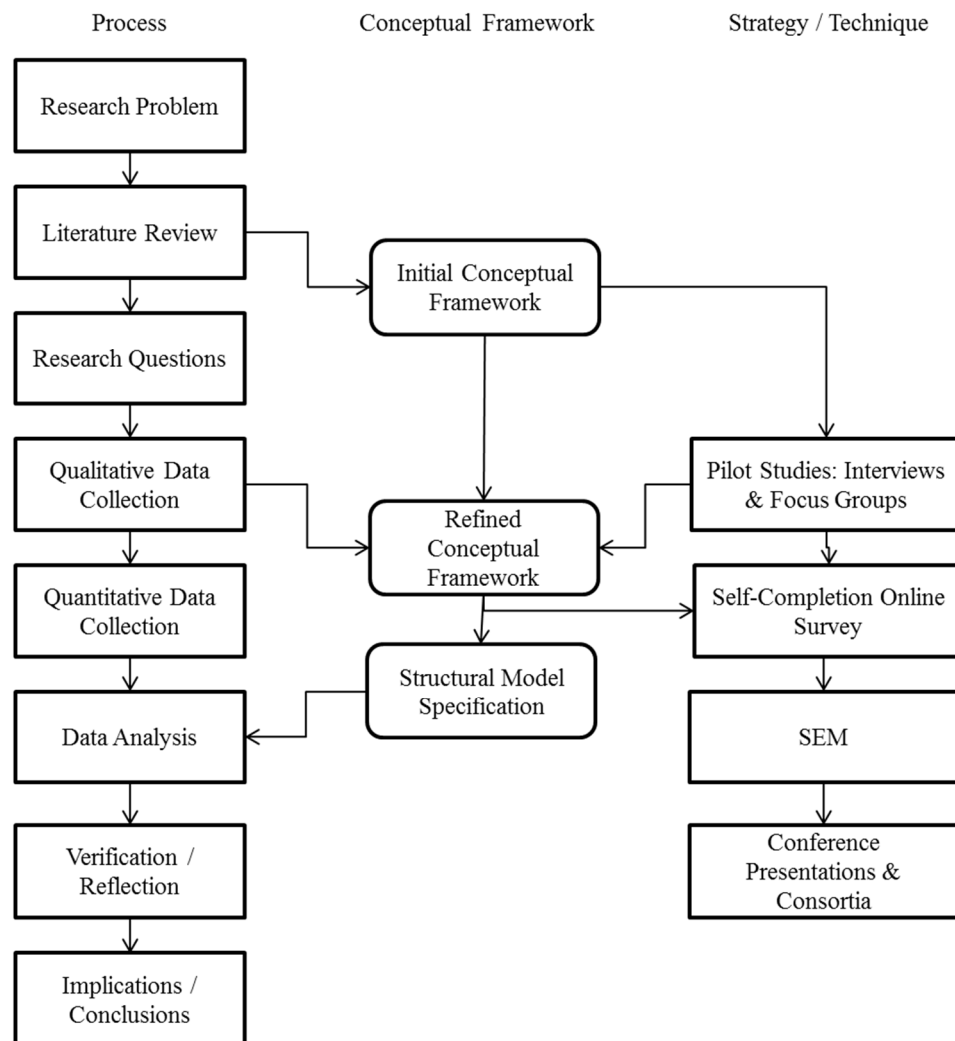 Process
Conceptual Framework
Strategy / Technique
Research Problem
Literature Review
Initial Conceptual
Framework
Research Questions
Qualitative Data
Collection
Pilot Studies: Interviews
& Focus Groups
Refined
Conceptual
Framework
Quantitative Data
Collection
Self-Completion Online
Survey
Structural Model
Specification
Data Analysis
SEM
Verification /
Reflection
Conference
Presentations &
Consortia
Implications /
Conclusions